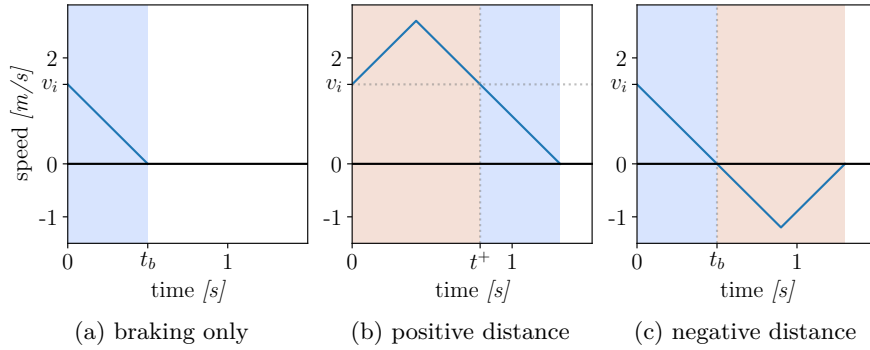 speed [m/s]
2
v_i
0
-1
0
t_b
1
time [s]
(a) braking only
2
v_i
0
-1
0
t^+
1
time [s]
(b) positive distance
2
v_i
0
-1
0
t_b
1
time [s]
(c) negative distance